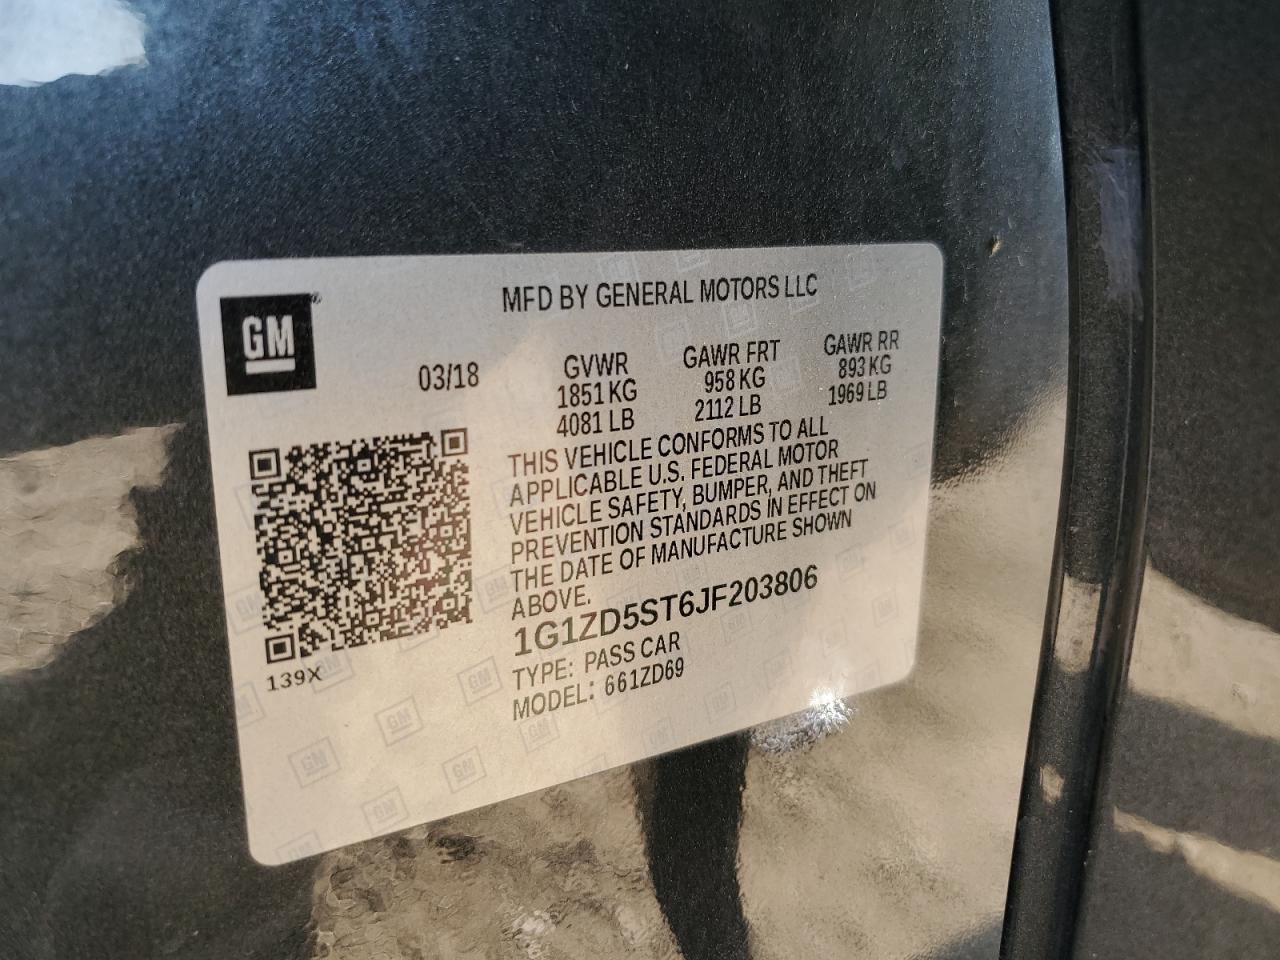 GM
MFD BY GENERAL MOTORS LLC
03/18
GVWR GAWR FRT GAWR RR
1851 KG 958 KG 893 KG
4081 LB 2112 LB 1969 LB
THIS VEHICLE CONFORMS TO ALL
APPLICABLE U.S. FEDERAL MOTOR
VEHICLE SAFETY, BUMPER, AND THEFT
PREVENTION STANDARDS IN EFFECT ON
THE DATE OF MANUFACTURE SHOWN
ABOVE.
1G1ZD5ST6JF203806
TYPE: PASS CAR
MODEL: 661ZD69
139X